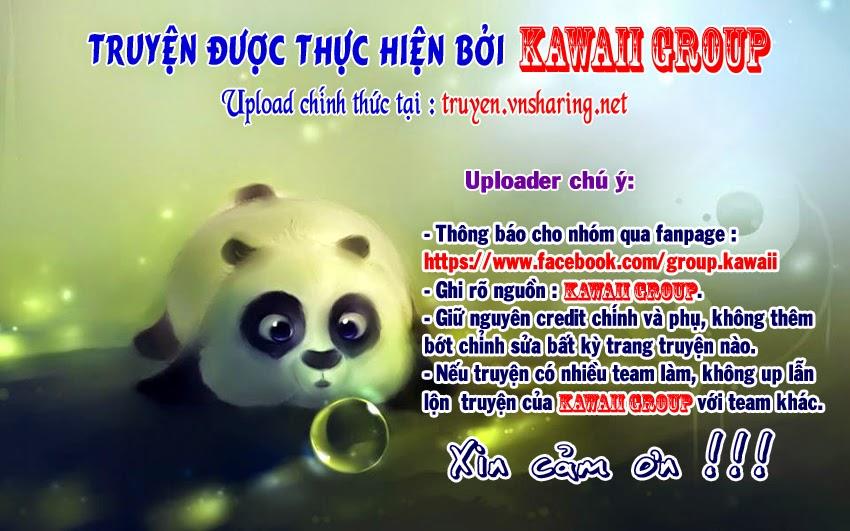 TRUYỆN ĐƯỢC THỰC HIỆN BỞI KAWAII GROUP
Upload chính thức tại : truyen.vnsharing.net
Uploader chú ý:
- Thông báo cho nhóm qua fanpage :
https://www.facebook.com/group.kawaii
- Ghi rõ nguồn : KAWAII GROUP.
- Giữ nguyên credit chính và phụ, không thêm
bớt chỉnh sửa bất kỳ trang truyện nào.
- Nếu truyện có nhiều team làm, không up lẫn
lộn truyện của KAWAII GROUP với team khác.
Xin cảm ơn !!!